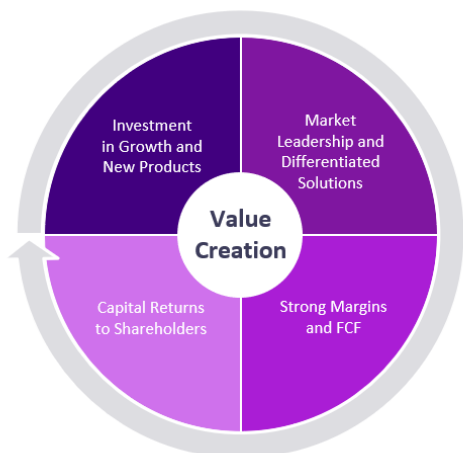 Investment
in Growth and
New Products
Market
Leadership and
Differentiated
Solutions
Value
Creation
Capital Returns
to Shareholders
Strong Margins
and FCF